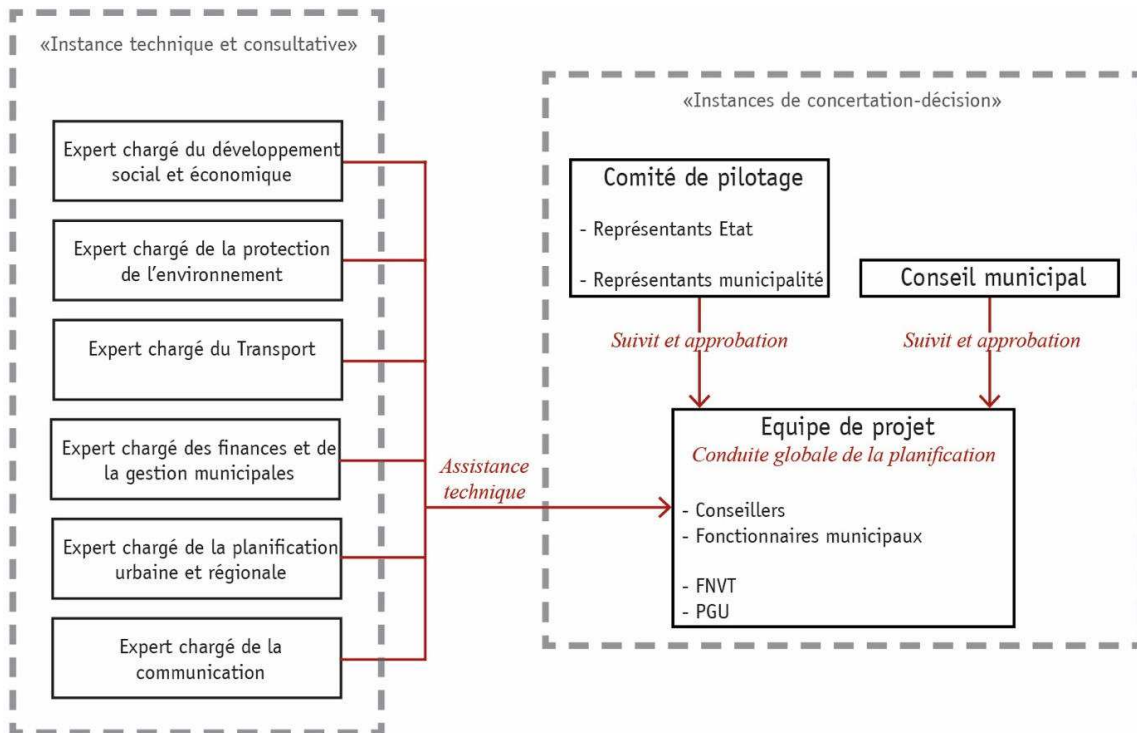 «Instance technique et consultative»
Expert chargé du développement
social et économique
Expert chargé de la protection
de l'environnement
Expert chargé du Transport
Expert chargé des finances et de
la gestion municipales
Expert chargé de la planification
urbaine et régionale
Expert chargé de la
communication
Assistance
technique
«Instances de concertation-décision»
Comité de pilotage
- Représentants Etat
- Représentants municipalité
Conseil municipal
Suivit et approbation
Suivit et approbation
Equipe de projet
Conduite globale de la planification
- Conseillers
- Fonctionnaires municipaux
- FNVT
- PGU